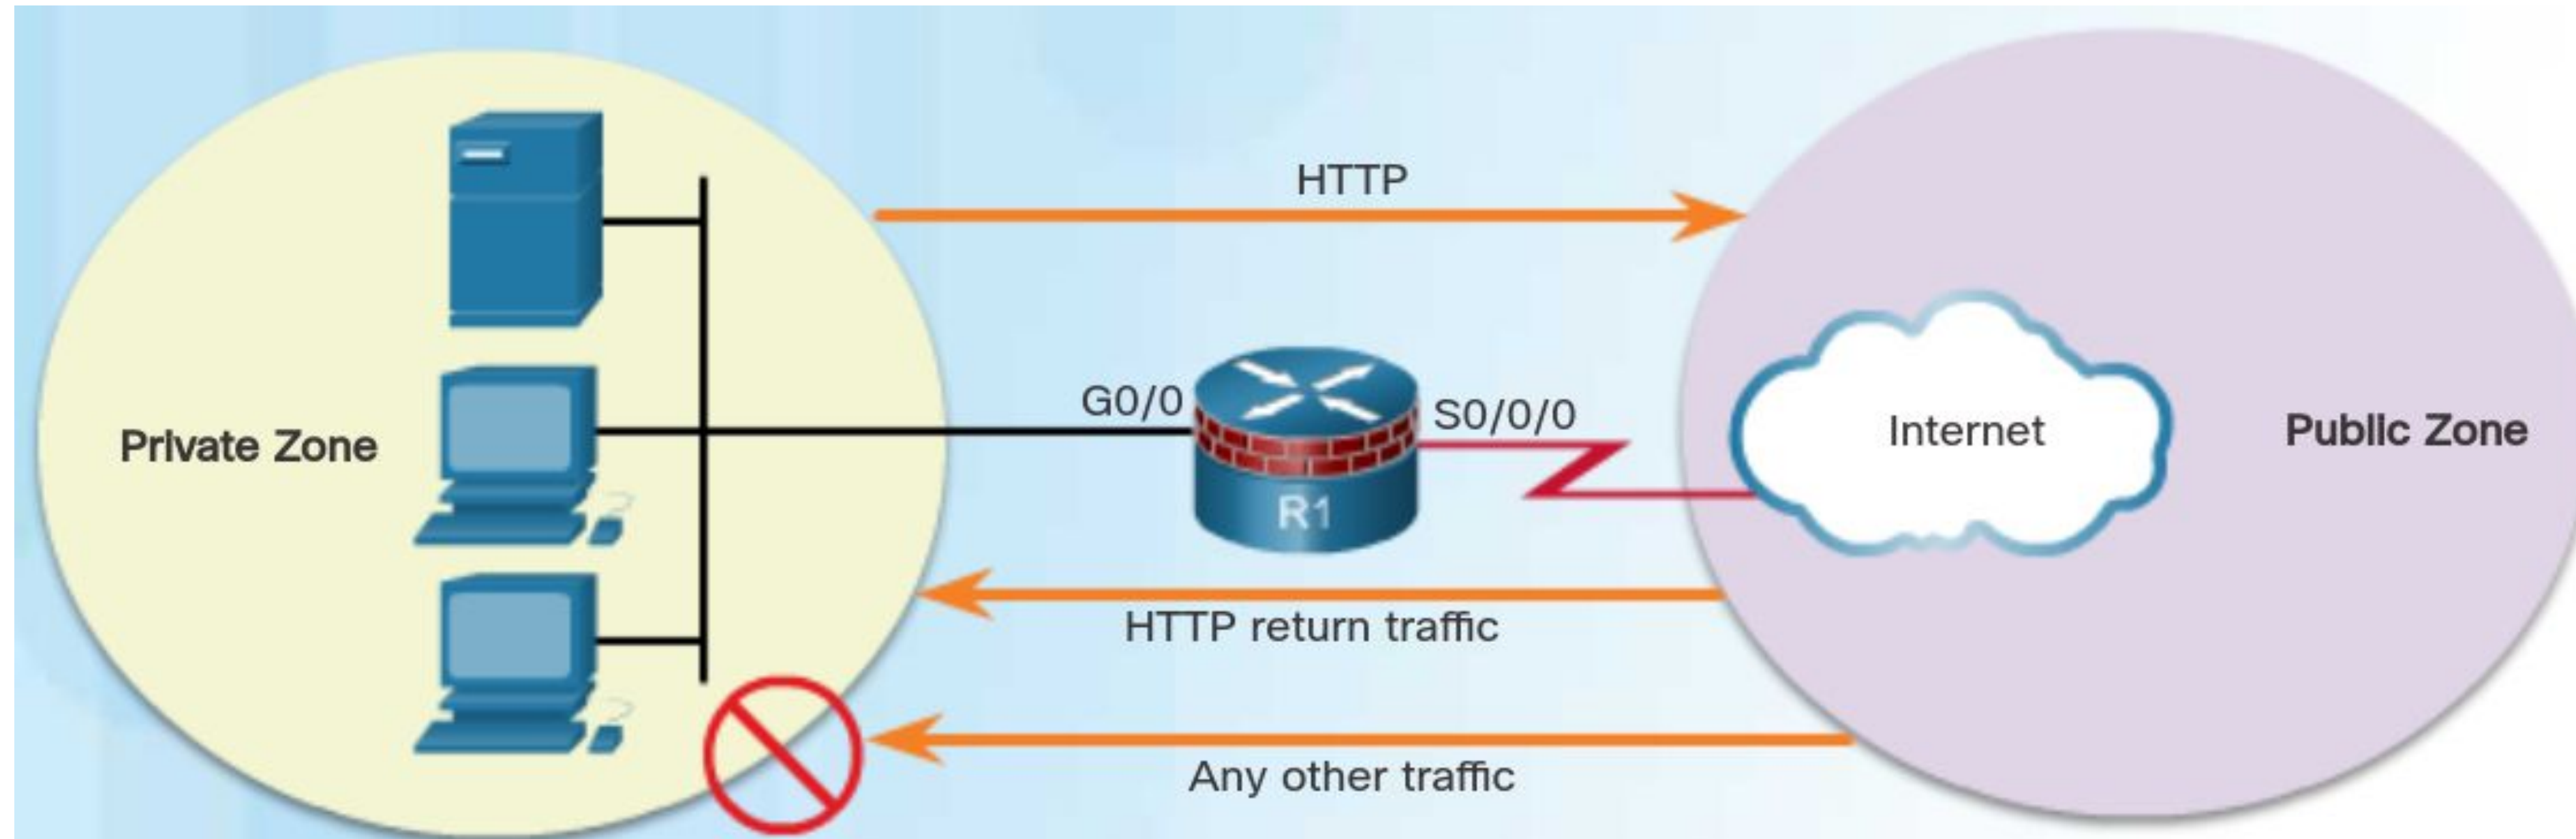 HTTP
G0/0
S0/0/0
Private Zone
Internet
Public Zone
R1
HTTP return traffic
Any other traffic